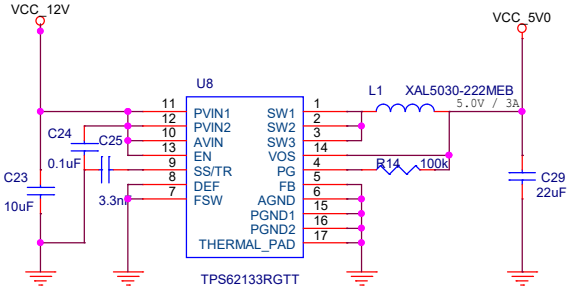 VCC_12V
VCC_5V0
U8
L1 XAL5030-222MEB
5.0V / 3A
11 PVIN1 SW1 1
12 PVIN2 SW2 2
10 AVIN SW3 3
13 EN VOS 14
9 SS/TR PG 4
8 DEF FB 5
7 FSW AGND 6
PGND1 15
PGND2 16
THERMAL_PAD 17
C24
0.1uF
C25
3.3n
R14 100k
C23
10uF
C29
22uF
TPS62133RGTT